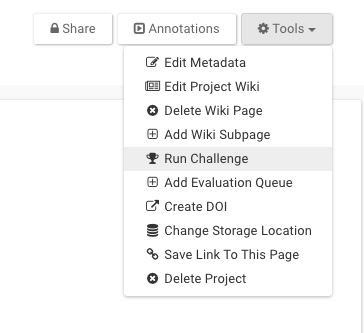 Share Annotations Tools
Edit Metadata
Edit Project Wiki
Delete Wiki Page
Add Wiki Subpage
Run Challenge
Add Evaluation Queue
Create DOI
Change Storage Location
Save Link To This Page
Delete Project